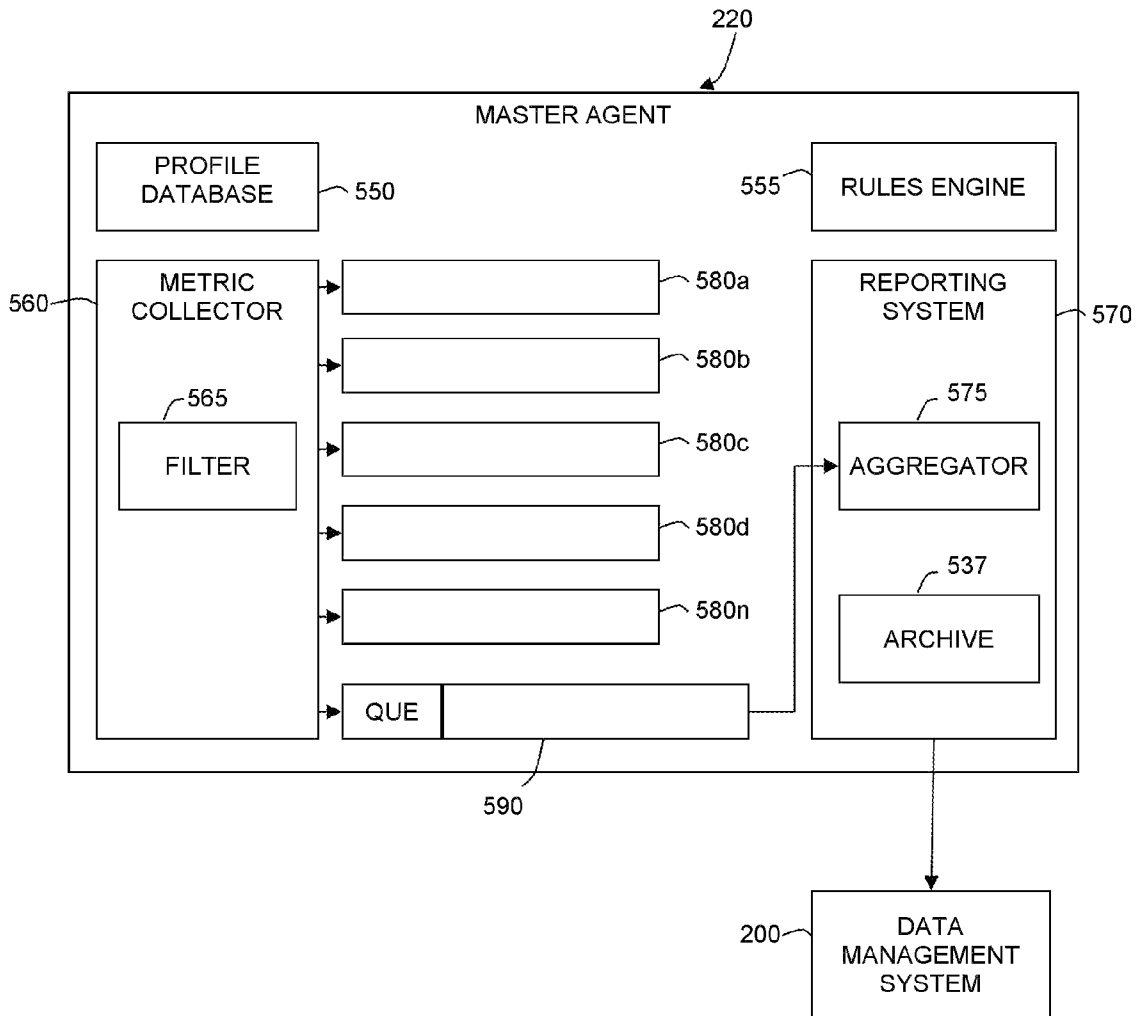 220
MASTER AGENT
PROFILE
DATABASE
550
555
RULES ENGINE
560
METRIC
COLLECTOR
565
FILTER
580a
580b
580c
580d
580n
QUE
590
REPORTING
SYSTEM
570
575
AGGREGATOR
537
ARCHIVE
200
DATA
MANAGEMENT
SYSTEM